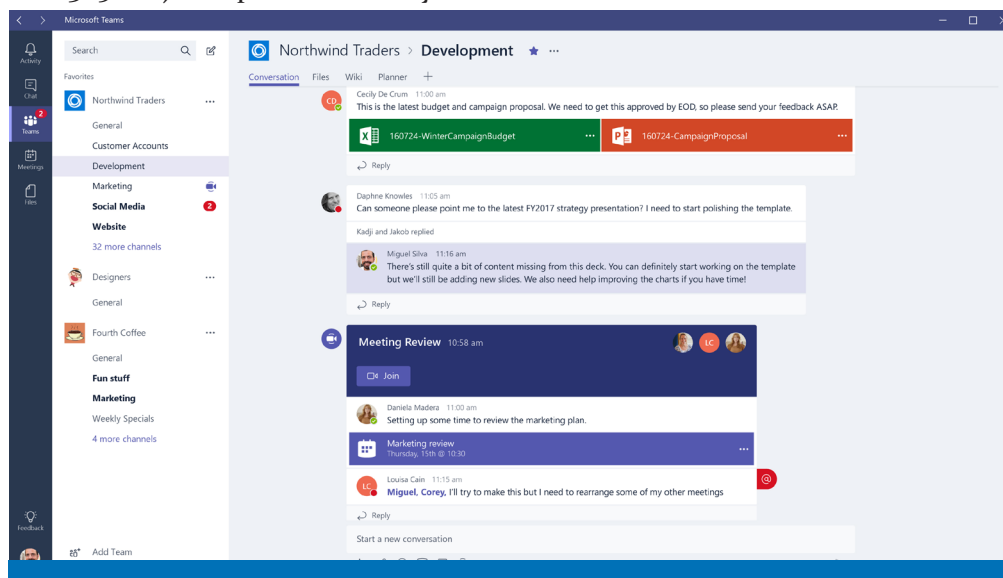 Microsoft Teams
Activity
Chat
2
Teams
Meetings
Files
Feedback
Search
Favorites
Northwind Traders
General
Customer Accounts
Development
Marketing
Social Media
2
Website
32 more channels
Designers
General
Fourth Coffee
General
Fun stuff
Marketing
Weekly Specials
4 more channels
Add Team
Northwind Traders > Development
Conversation Files Wiki Planner
CD
Cecily De Crum 11:00 am
This is the latest budget and campaign proposal. We need to get this approved by EOD, so please send your feedback ASAP.
160724-WinterCampaignBudget
160724-CampaignProposal
Reply
Daphne Knowles 11:05 am
Can someone please point me to the latest FY2017 strategy presentation? I need to start polishing the template.
Kadji and Jakob replied
Miguel Silva 11:16 am
There's still quite a bit of content missing from this deck. You can definitely start working on the template
but we'll still be adding new slides. We also need help improving the charts if you have time!
Reply
Meeting Review 10:58 am
LC
Join
Daniela Madera 11:00 am
Setting up some time to review the marketing plan.
Marketing review
Thursday, 15th @ 10:30
LC
Louisa Cain 11:15 am
Miguel, Corey, I'll try to make this but I need to rearrange some of my other meetings
@
Reply
Start a new conversation